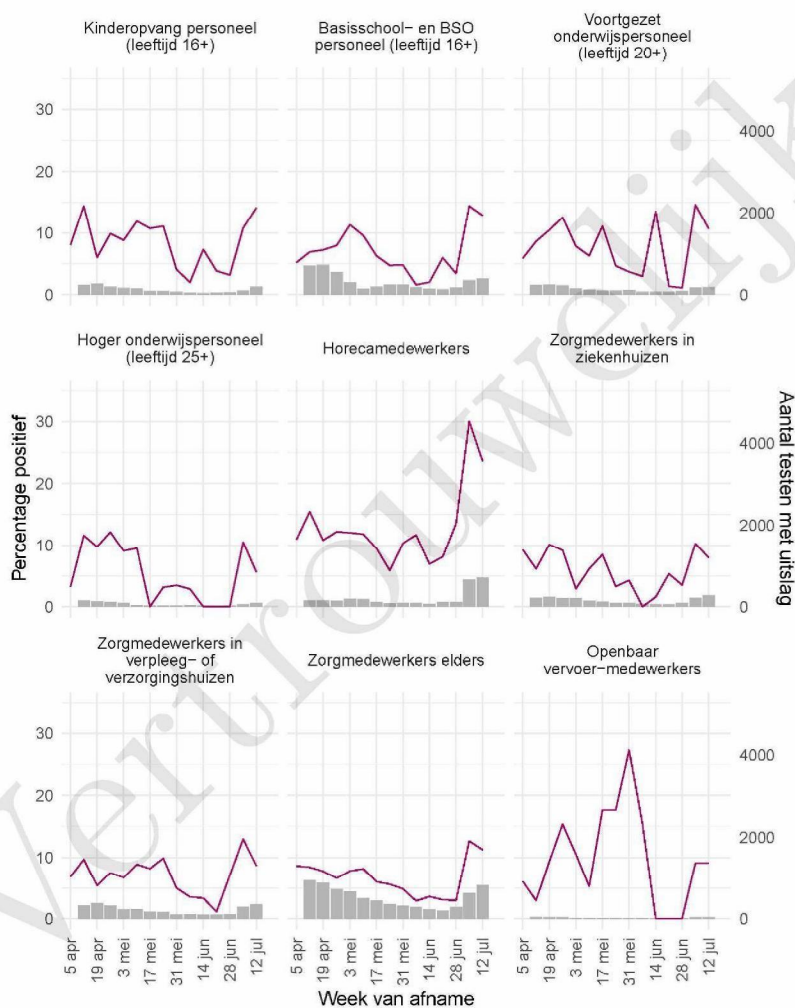 Kinderopvang personeel
(leeftijd 16+)
Basisschool- en BSO
personeel (leeftijd 16+)
Voortgezet
onderwijspersoneel
(leeftijd 20+)
30
20
10
0
4000
2000
0
Hoger onderwijspersoneel
(leeftijd 25+)
Horecamedewerkers
Zorgmedewerkers in
ziekenhuizen
Percentage positief
30
20
10
0
4000
2000
0
Aantal testen met uitslag
Zorgmedewerkers in
verpleeg- of
verzorgingshuizen
Zorgmedewerkers elders
Openbaar
vervoer-medewerkers
30
20
10
0
4000
2000
0
5 apr
19 apr
3 mei
17 mei
31 mei
14 jun
28 jun
12 jul
5 apr
19 apr
3 mei
17 mei
31 mei
14 jun
28 jun
12 jul
5 apr
19 apr
3 mei
17 mei
31 mei
14 jun
28 jun
12 jul
Week van afname
Vertrouwelijk